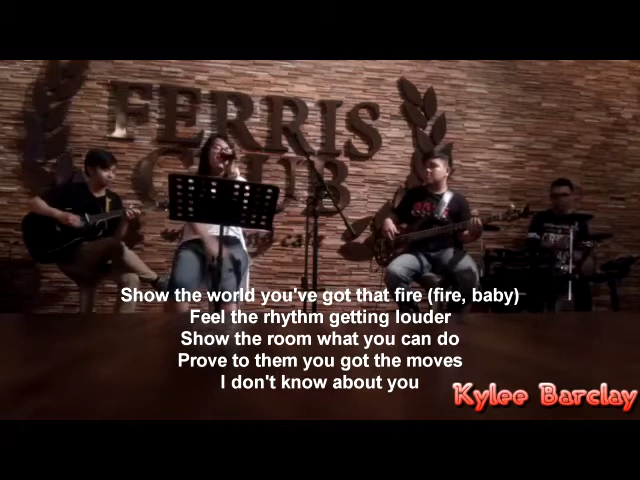 FERRIS
CLUB
Show the world you've got that fire (fire, baby)
Feel the rhythm getting louder
Show the room what you can do
Prove to them you got the moves
I don't know about you
Kylee Barclay